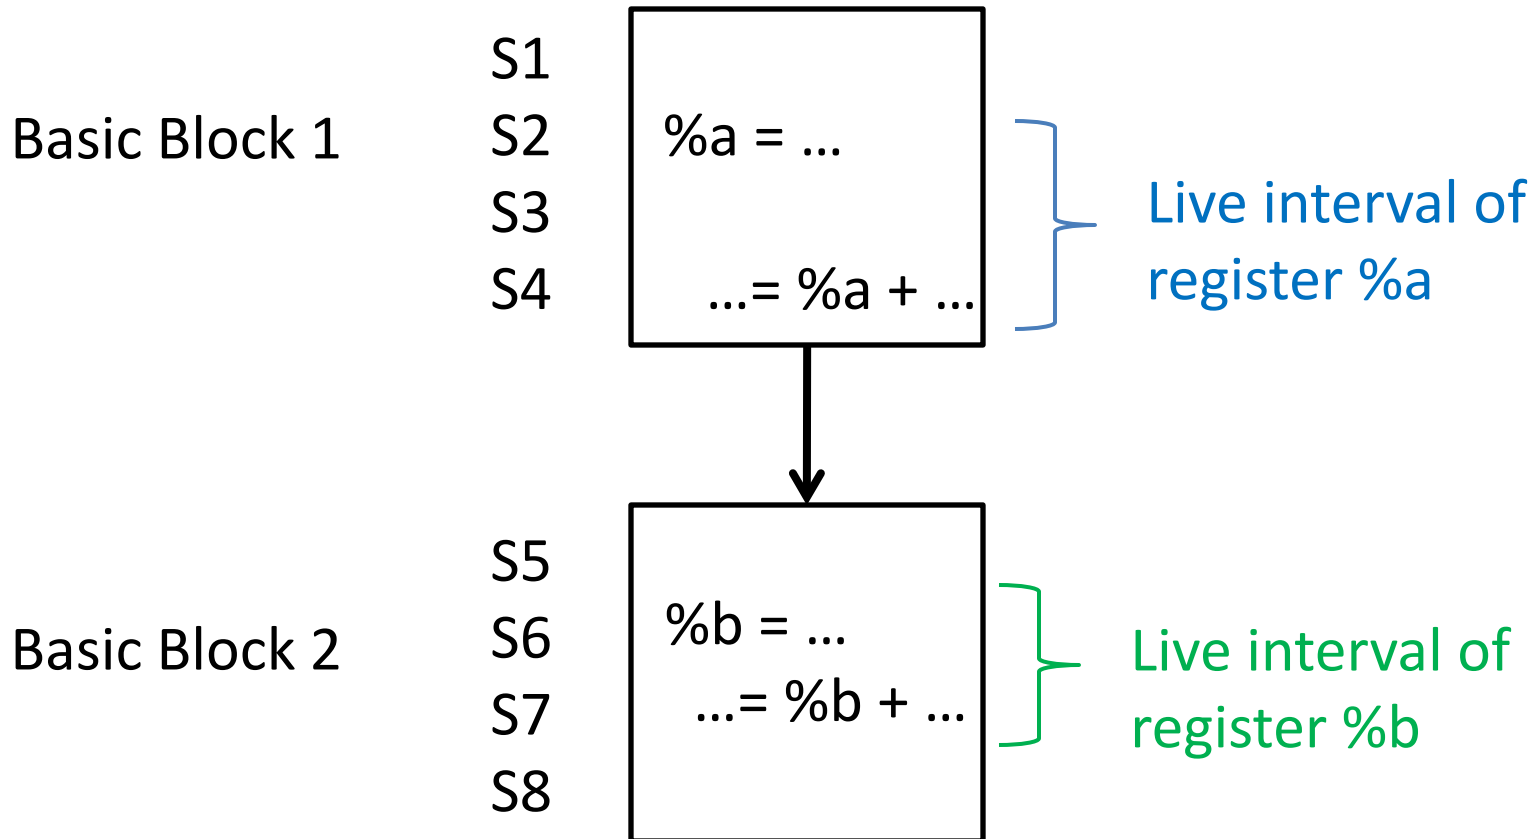 S1
Basic Block 1 S2 %a = ...
S3
Live interval of
register %a
S4 ...= %a + ...
S5
Basic Block 2 S6 %b = ...
S7 ...= %b + ...
Live interval of
register %b
S8